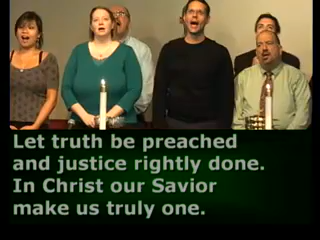 Let truth be preached
and justice rightly done.
In Christ our Savior
make us truly one.